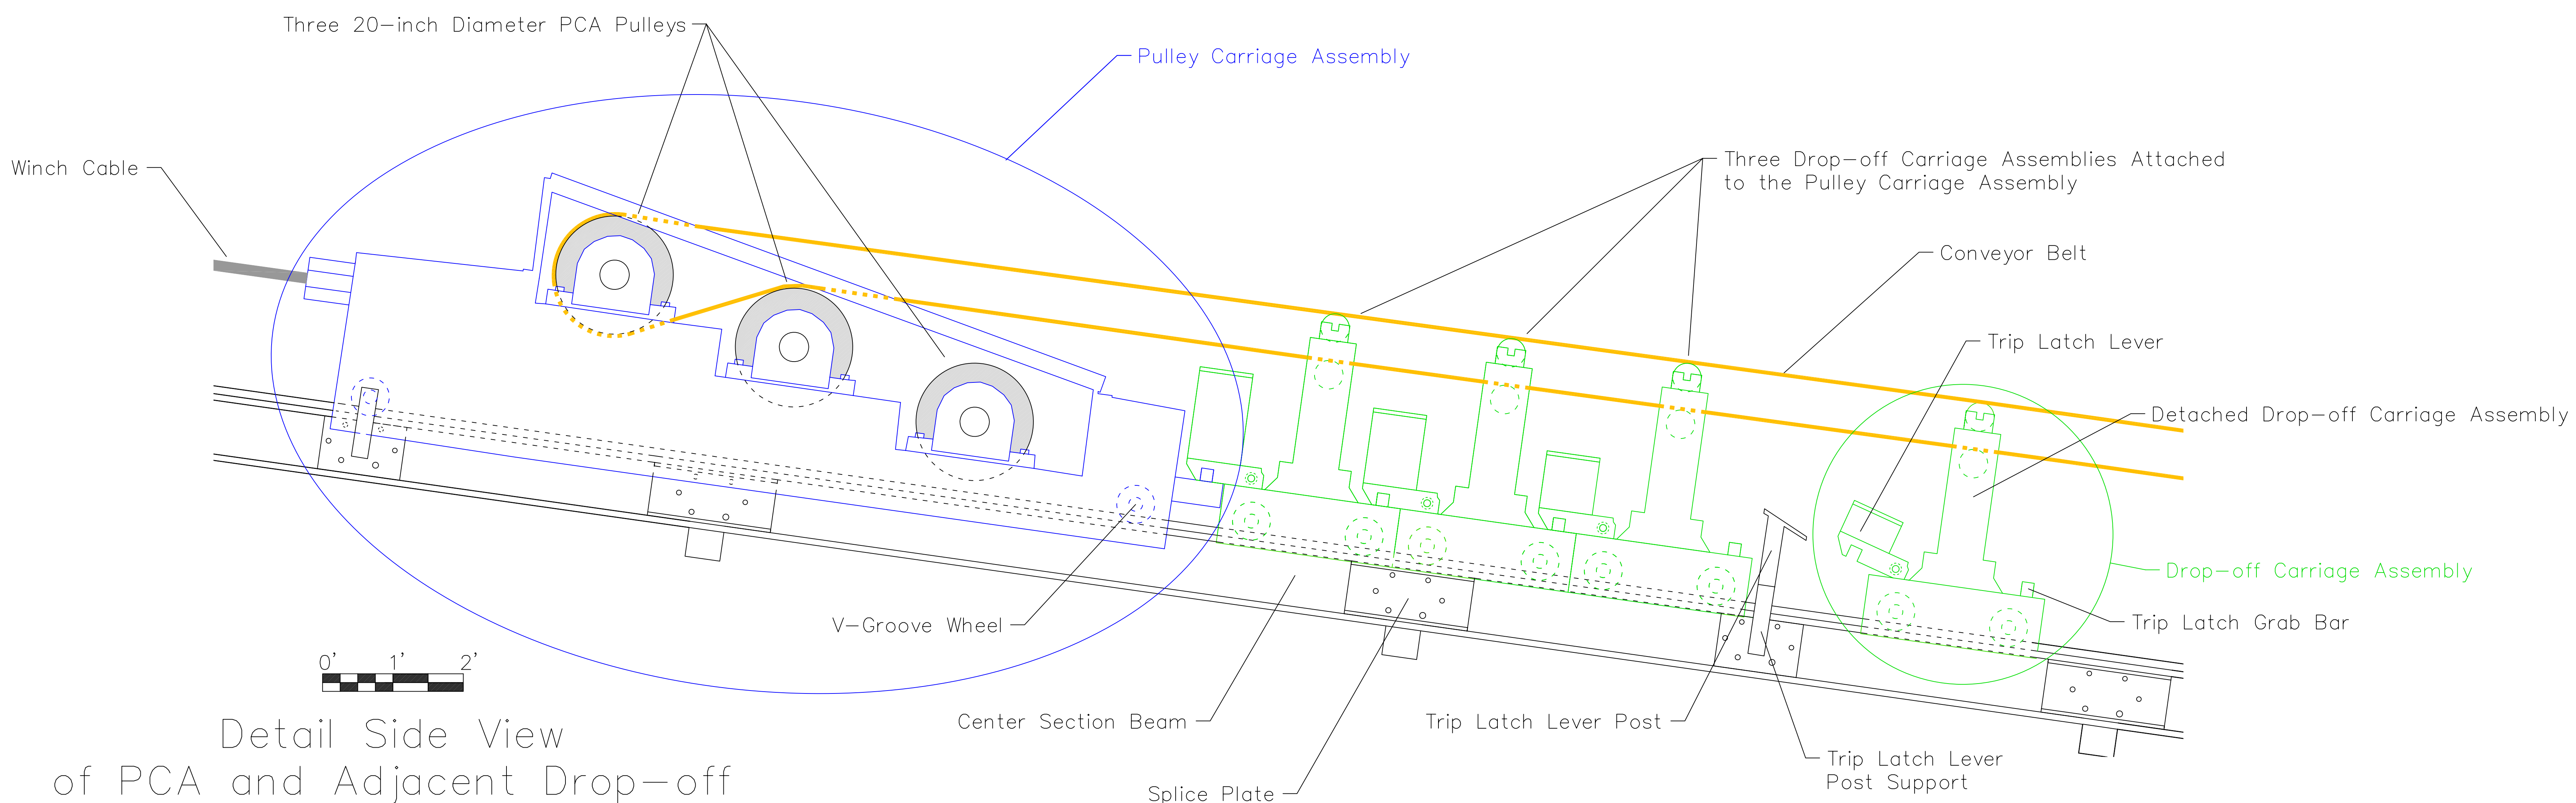 Three 20-inch Diameter PCA Pulleys
Pulley Carriage Assembly
Winch Cable
Three Drop-off Carriage Assemblies Attached
to the Pulley Carriage Assembly
Conveyor Belt
Trip Latch Lever
Detached Drop-off Carriage Assembly
Drop-off Carriage Assembly
Trip Latch Grab Bar
V-Groove Wheel
0' 1' 2'
Center Section Beam
Trip Latch Lever Post
Trip Latch Lever
Post Support
Splice Plate
Detail Side View
of PCA and Adjacent Drop-off